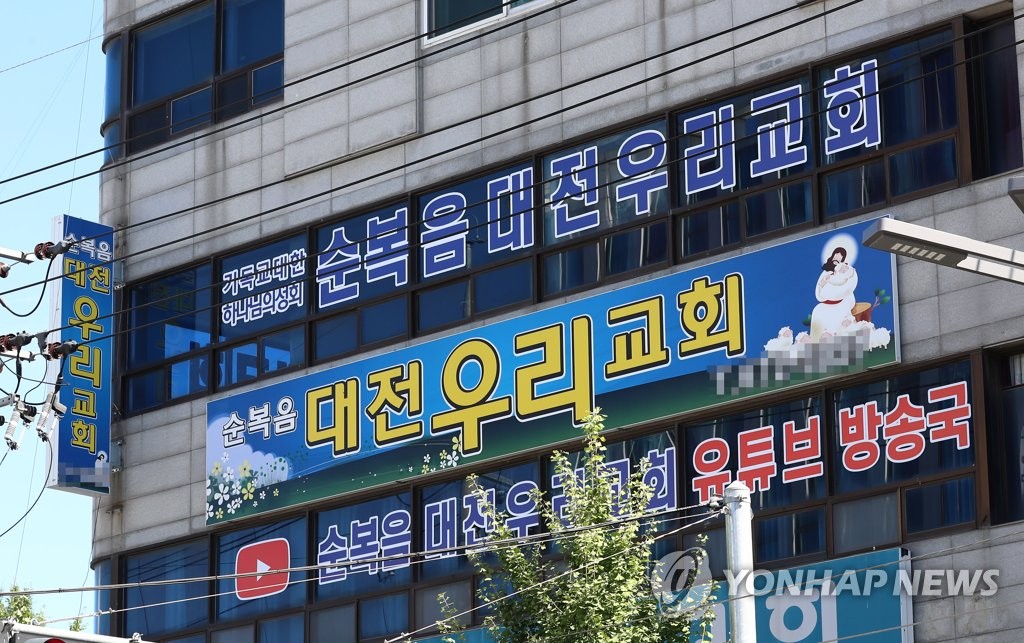 기독교대한
하나님의성회
순복음 대전 우리 교회
순복음
대전
우리
교회
순복음 대전 우리 교회
순복음 대전 우리 교회 유튜브 방송국
YONHAP NEWS